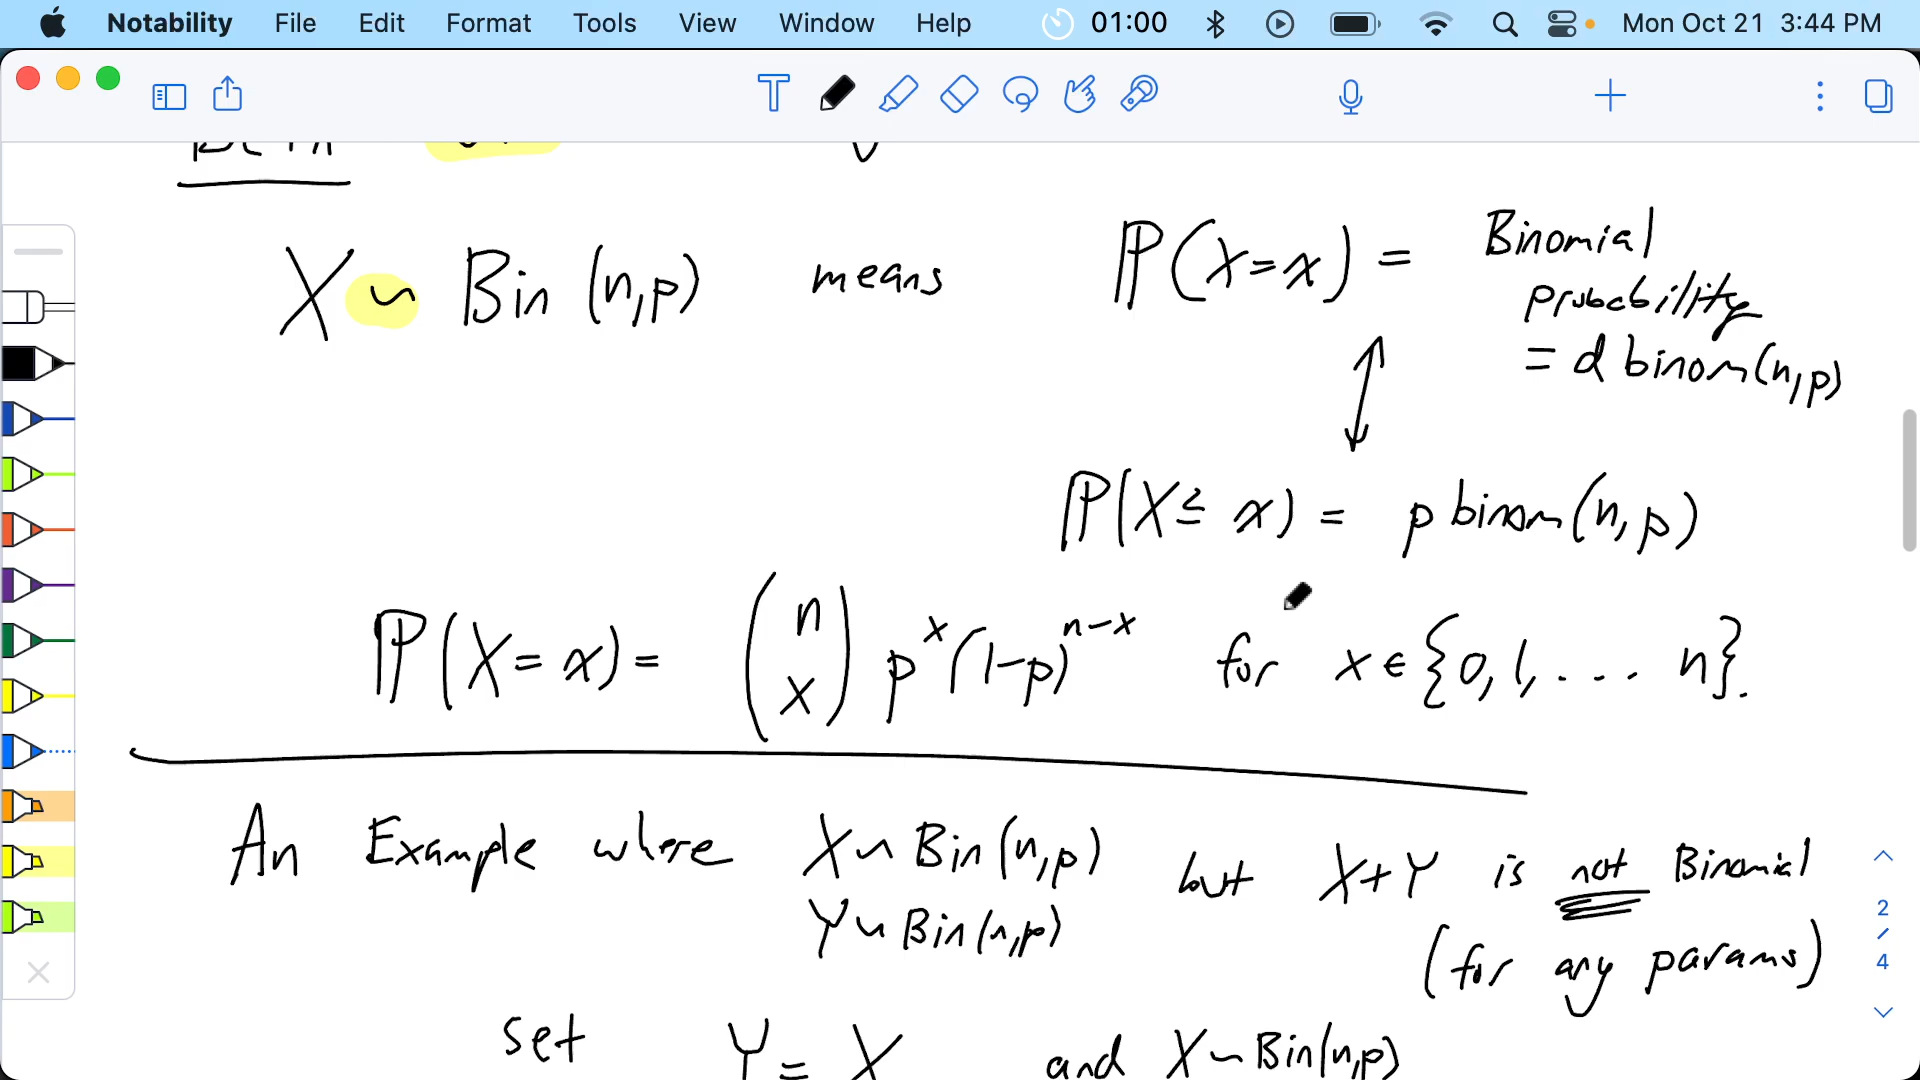 Notability File Edit Format Tools View Window Help 01:00 Mon Oct 21 3:44 PM
X ~ Bin (n,p) means ℙ(X=x) = Binomial
probability
= dbinom(n,p)
ℙ(X≤ x) = pbinom(n,p)
ℙ(X=x)= (n x) p^x (1-p)^{n-x} for x∈{0,1,... n}.
An Example where X~Bin(n,p) but X+Y is not Binomial
Y~Bin(n,p)
(for any params)
set Y=X and X~Bin(n,p)
2
/
4